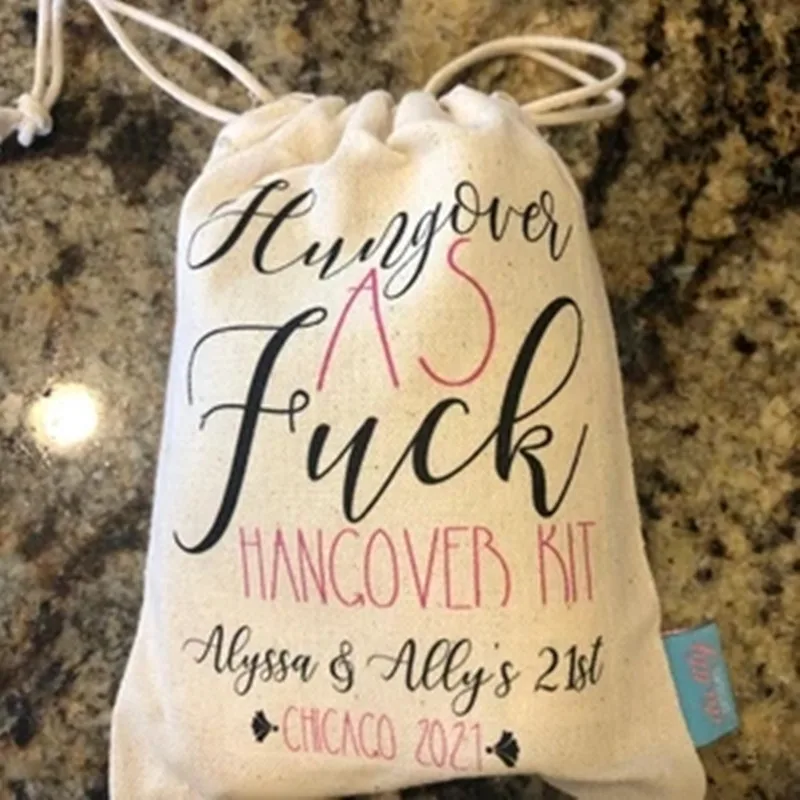 Hungover
AS
Fuck
HANGOVER KIT
Alyssa & Ally's 21st
CHICAGO 2021